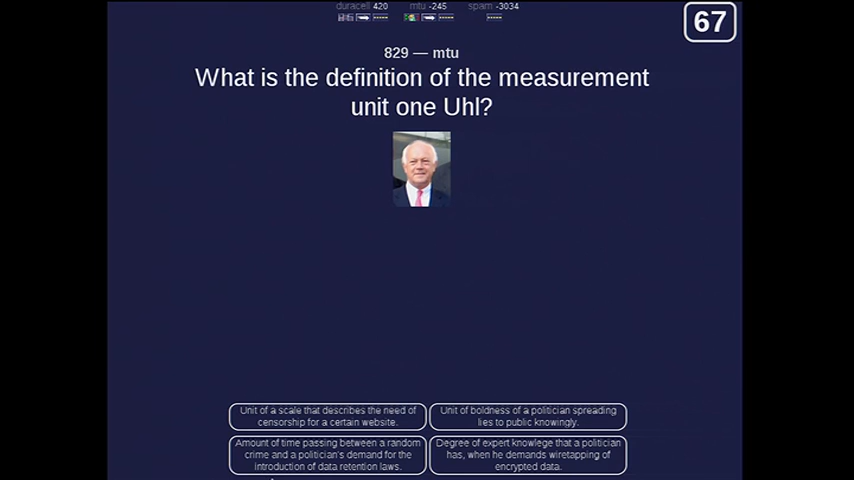 duracell 420 mtu -245 spam -3034
67
829 — mtu
What is the definition of the measurement
unit one Uhl?
Unit of a scale that describes the need of
censorship for a certain website.
Unit of boldness of a politician spreading
lies to public knowingly.
Amount of time passing between a random
crime and a politician's demand for the
introduction of data retention laws.
Degree of expert knowlege that a politician
has, when he demands wiretapping of
encrypted data.